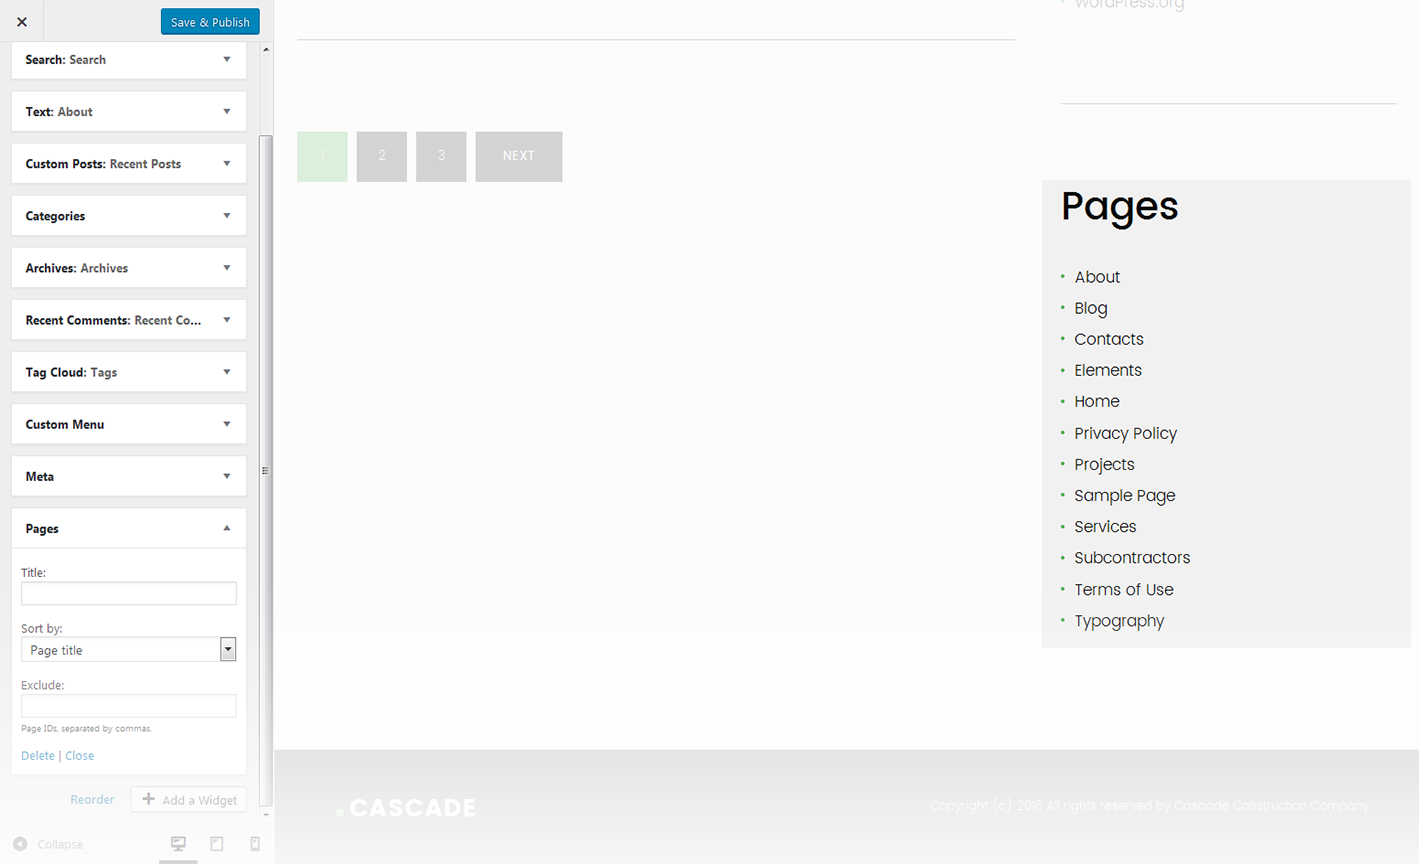 Save & Publish
Search: Search
Text: About
Custom Posts: Recent Posts
Categories
Archives: Archives
Recent Comments: Recent Co...
Tag Cloud: Tags
Custom Menu
Meta
Pages
Title:
Sort by:
Page title
Exclude:
Page IDs, separated by commas.
Delete | Close
Reorder
Add a Widget
Collapse
WordPress.org
1 2 3 NEXT
Pages
About
Blog
Contacts
Elements
Home
Privacy Policy
Projects
Sample Page
Services
Subcontractors
Terms of Use
Typography
CASCADE
Copyright (c) 2016 All rights reserved by Cascade Construction Company